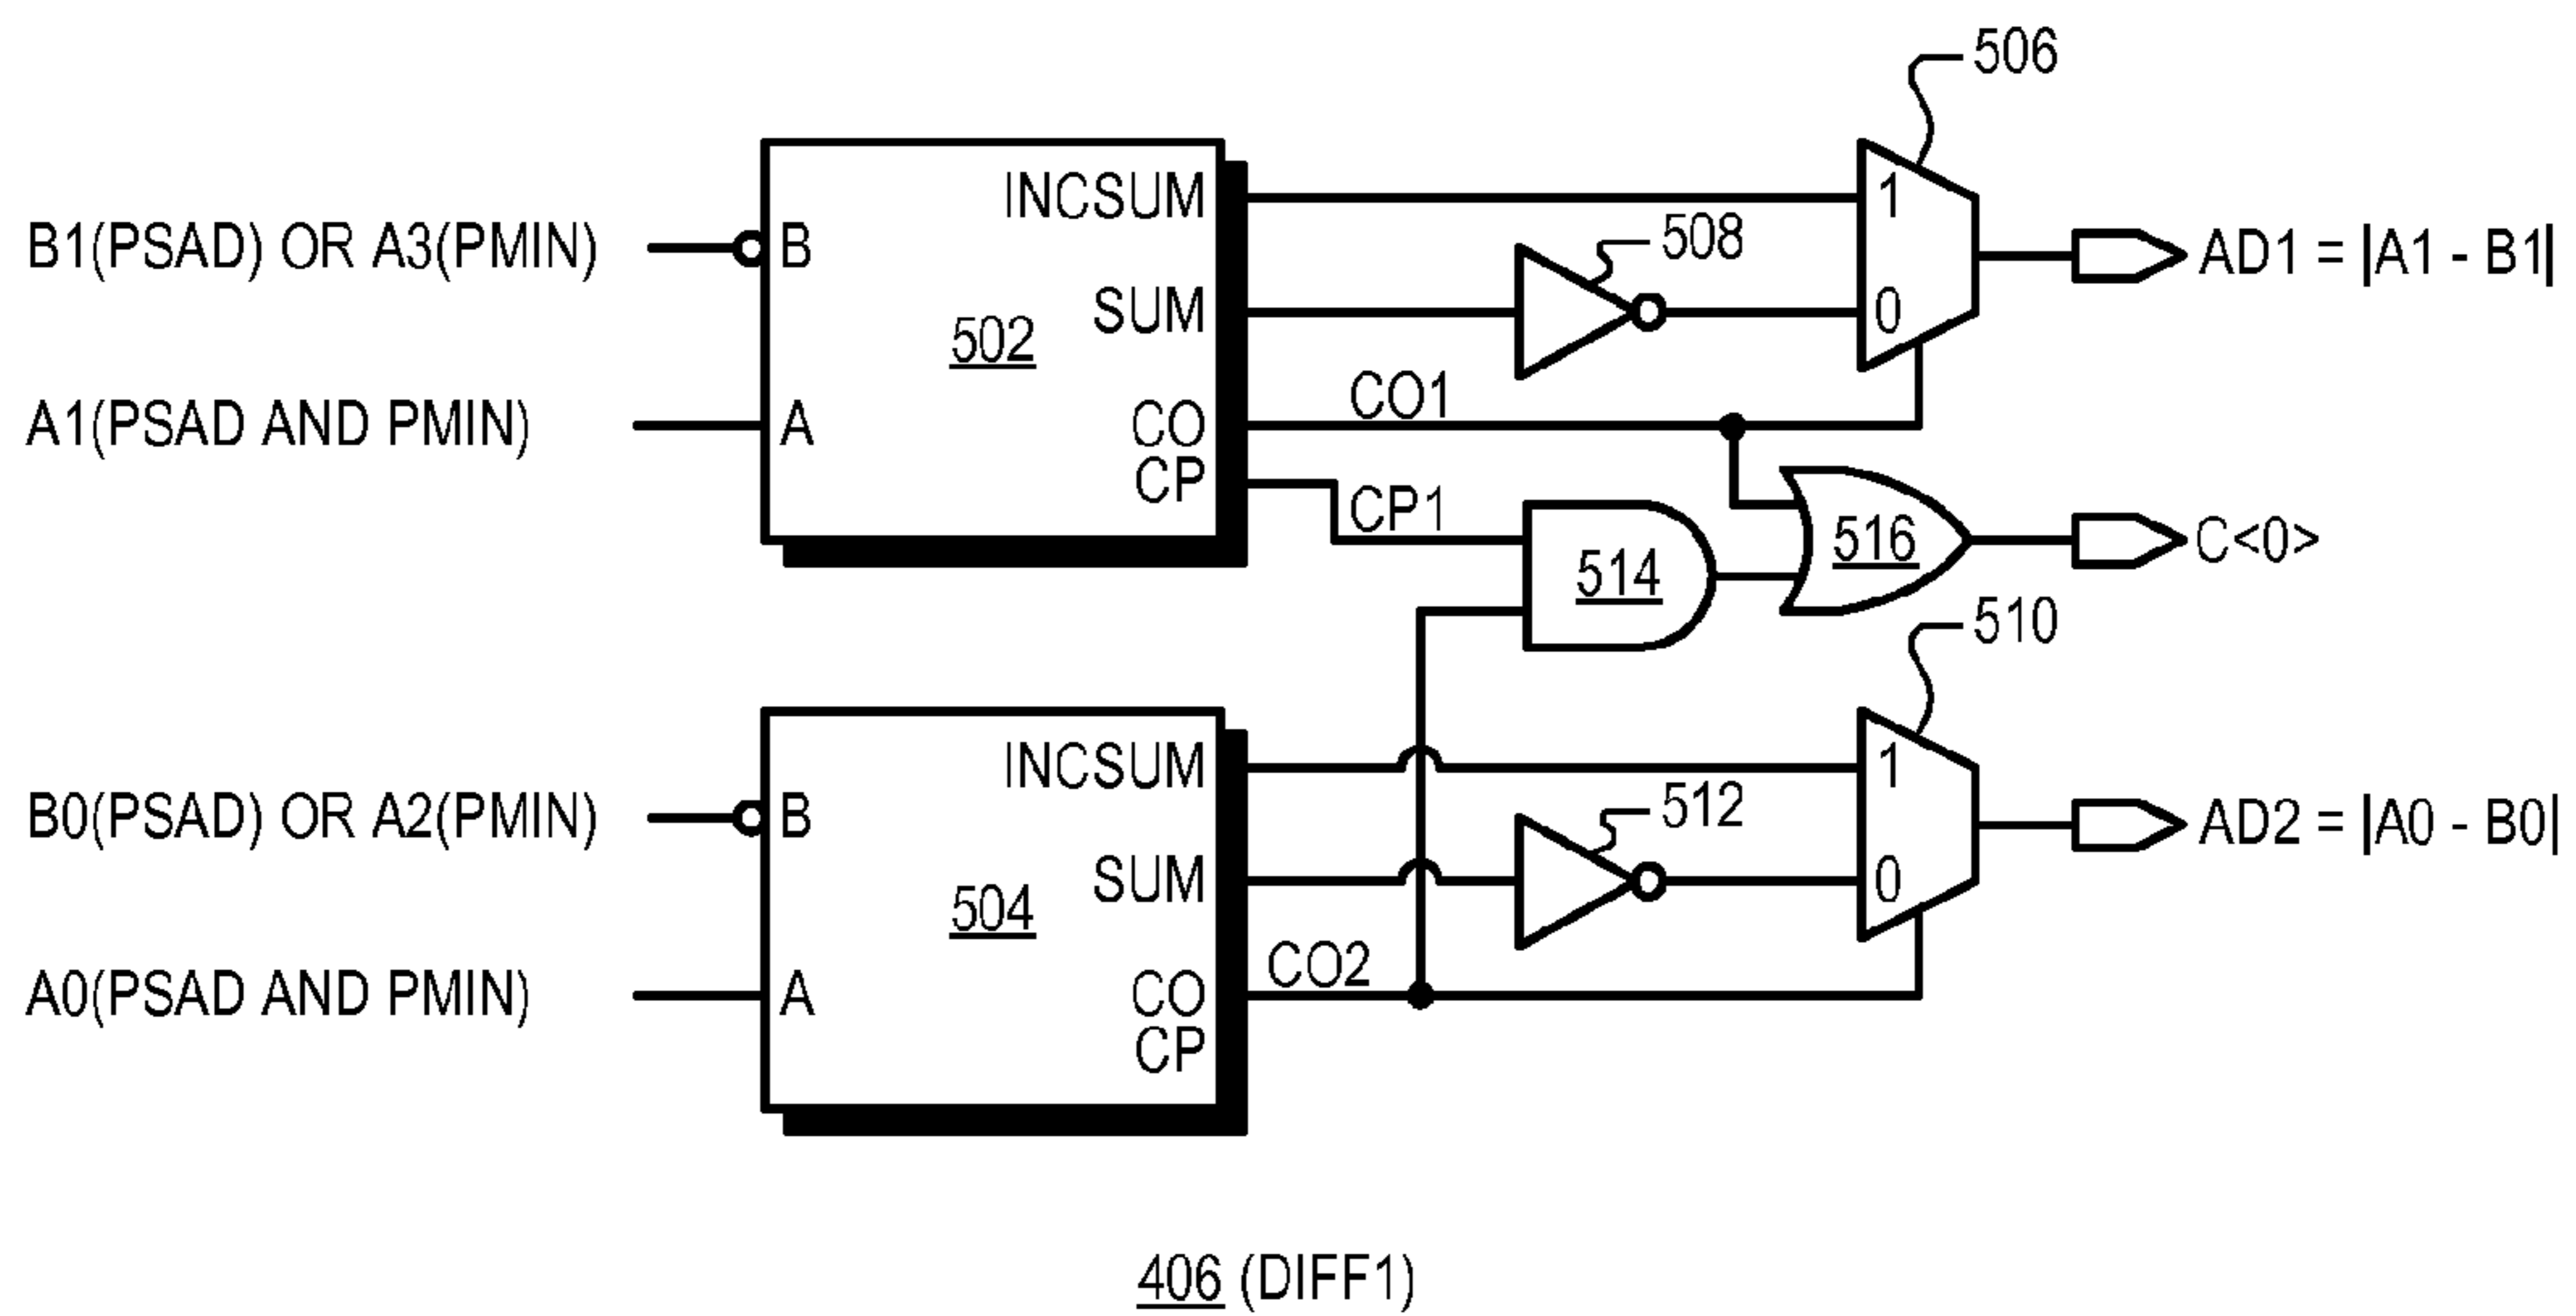 506
B1(PSAD) OR A3(PMIN)
B
INCSUM
1
508
AD1 = |A1 - B1|
SUM
0
502
A1(PSAD AND PMIN)
A
CO
CO1
CP
CP1
514
516
C<0>
510
B0(PSAD) OR A2(PMIN)
B
INCSUM
1
512
AD2 = |A0 - B0|
SUM
0
504
A0(PSAD AND PMIN)
A
CO
CO2
CP
406 (DIFF1)